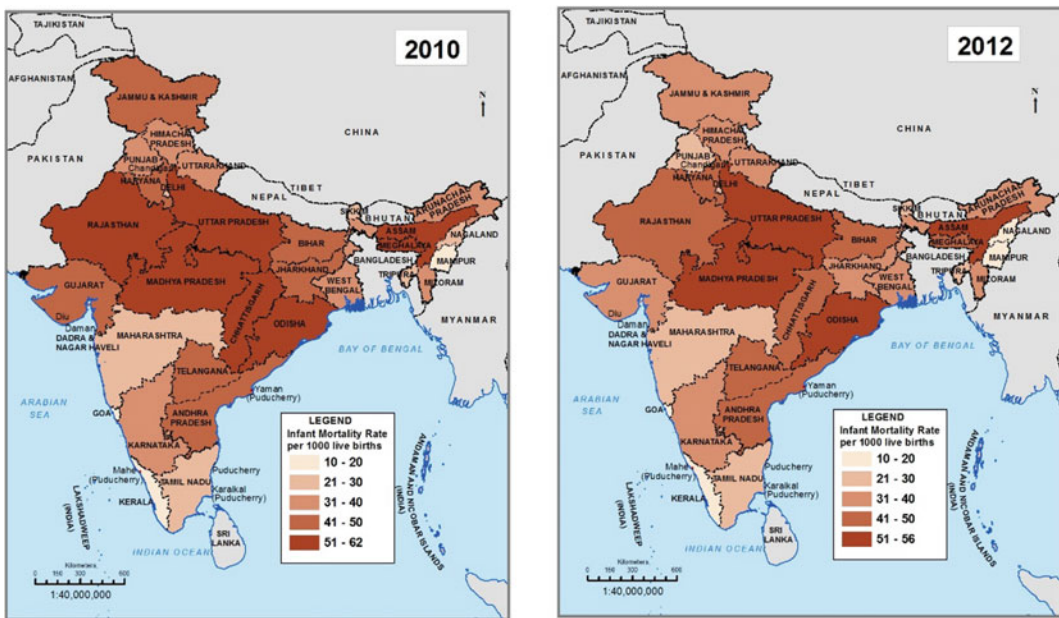 2010
TAJIKISTAN
AFGHANISTAN
PAKISTAN
CHINA
N
JAMMU & KASHMIR
HIMACHAL
PRADESH
PUNJAB
Chandigarh
UTTARAKHAND
HARYANA
DELHI
TIBET
NEPAL
RAJASTHAN
UTTAR PRADESH
SIKKIM
BHUTAN
ARUNACHAL
PRADESH
ASSAM
NAGALAND
MEGHALAYA
BIHAR
BANGLADESH
MANIPUR
JHARKHAND
TRIPURA
GUJARAT
MADHYA PRADESH
WEST
BENGAL
MIZORAM
CHHATTISGARH
MYANMAR
Diu
Daman
DADRA &
NAGAR HAVELI
MAHARASHTRA
ODISHA
TELANGANA
BAY OF BENGAL
Yaman
(Puducherry)
ARABIAN
SEA
GOA
ANDHRA
PRADESH
KARNATAKA
LEGEND
Infant Mortality Rate
per 1000 live births
10 - 20
21 - 30
31 - 40
41 - 50
51 - 62
Mahe
(Puducherry)
Puducherry
TAMIL NADU
Karaikal
(Puducherry)
KERALA
LAKSHADWEEP
(INDIA)
ANDAMAN AND NICOBAR ISLANDS
(INDIA)
SRI
LANKA
INDIAN OCEAN
Kilometers
0 150 300 600
1:40,000,000
2012
TAJIKISTAN
AFGHANISTAN
PAKISTAN
CHINA
N
JAMMU & KASHMIR
HIMACHAL
PRADESH
PUNJAB
Chandigarh
UTTARAKHAND
HARYANA
DELHI
TIBET
NEPAL
RAJASTHAN
UTTAR PRADESH
SIKKIM
BHUTAN
ARUNACHAL
PRADESH
ASSAM
NAGALAND
MEGHALAYA
BIHAR
BANGLADESH
MANIPUR
JHARKHAND
TRIPURA
GUJARAT
MADHYA PRADESH
WEST
BENGAL
MIZORAM
CHHATTISGARH
MYANMAR
Diu
Daman
DADRA &
NAGAR HAVELI
MAHARASHTRA
ODISHA
TELANGANA
BAY OF BENGAL
Yaman
(Puducherry)
ARABIAN
SEA
GOA
ANDHRA
PRADESH
KARNATAKA
LEGEND
Infant Mortality Rate
per 1000 live births
10 - 20
21 - 30
31 - 40
41 - 50
51 - 56
Mahe
(Puducherry)
Puducherry
TAMIL NADU
Karaikal
(Puducherry)
KERALA
LAKSHADWEEP
(INDIA)
ANDAMAN AND NICOBAR ISLANDS
(INDIA)
SRI
LANKA
INDIAN OCEAN
Kilometers
0 150 300 600
1:40,000,000